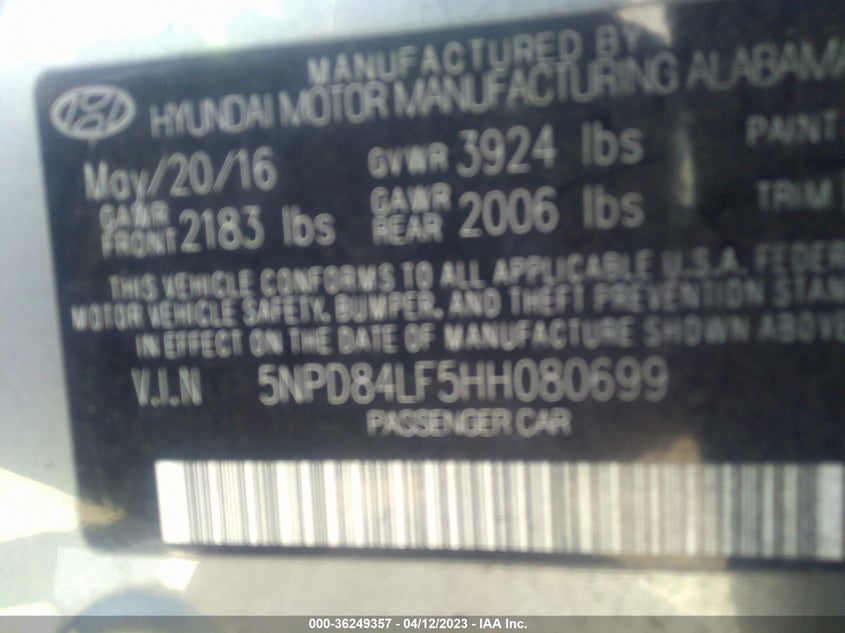 MANUFACTURED BY
HYUNDAI MOTOR MANUFACTURING ALABAMA
May/20/16 GVWR 3924 lbs PAINT
GAWR FRONT 2183 lbs GAWR REAR 2006 lbs TRIM
THIS VEHICLE CONFORMS TO ALL APPLICABLE U.S.A. FEDER
MOTOR VEHICLE SAFETY, BUMPER, AND THEFT PREVENTION STAN
IN EFFECT ON THE DATE OF MANUFACTURE SHOWN ABOVE
V.I.N 5NPD84LF5HH080699
PASSENGER CAR
000-36249357 - 04/12/2023 - IAA Inc.